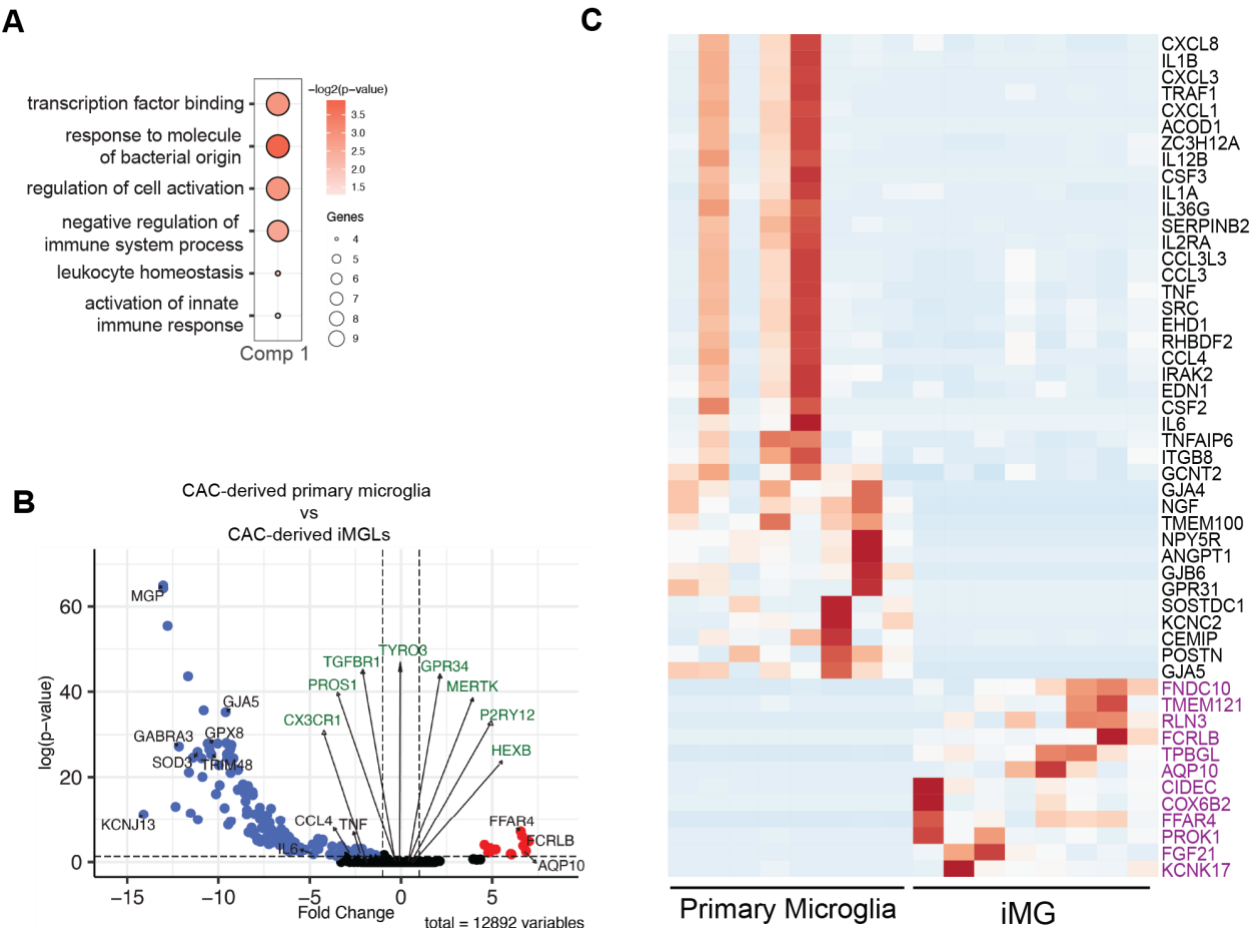 A
transcription factor binding
response to molecule
of bacterial origin
regulation of cell activation
negative regulation of
immune system process
leukocyte homeostasis
activation of innate
immune response
Comp 1
−log2(p-value)
3.5
3.0
2.5
2.0
1.5
Genes
4
5
6
7
8
9
B
CAC-derived primary microglia
vs
CAC-derived iMGLs
log(p−value)
60
40
20
0
MGP
GJA5
GABRA3
GPX8
SOD3
TRIM48
KCNJ13
CX3CR1
PROS1
TGFBR1
TYRO3
GPR34
MERTK
P2RY12
HEXB
CCL4
TNF
IL6
FFAR4
FCRLB
AQP10
−15
−10
−5
0
5
Fold Change
total = 12892 variables
C
CXCL8
IL1B
CXCL3
TRAF1
CXCL1
ACOD1
ZC3H12A
IL12B
CSF3
IL1A
IL36G
SERPINB2
IL2RA
CCL3L3
CCL3
TNF
SRC
EHD1
RHBDF2
CCL4
IRAK2
EDN1
CSF2
IL6
TNFAIP6
ITGB8
GCNT2
GJA4
NGF
TMEM100
NPY5R
ANGPT1
GJB6
GPR31
SOSTDC1
KCNC2
CEMIP
POSTN
GJA5
FNDC10
TMEM121
RLN3
FCRLB
TPBGL
AQP10
CIDEC
COX6B2
FFAR4
PROK1
FGF21
KCNK17
Primary Microglia
iMG